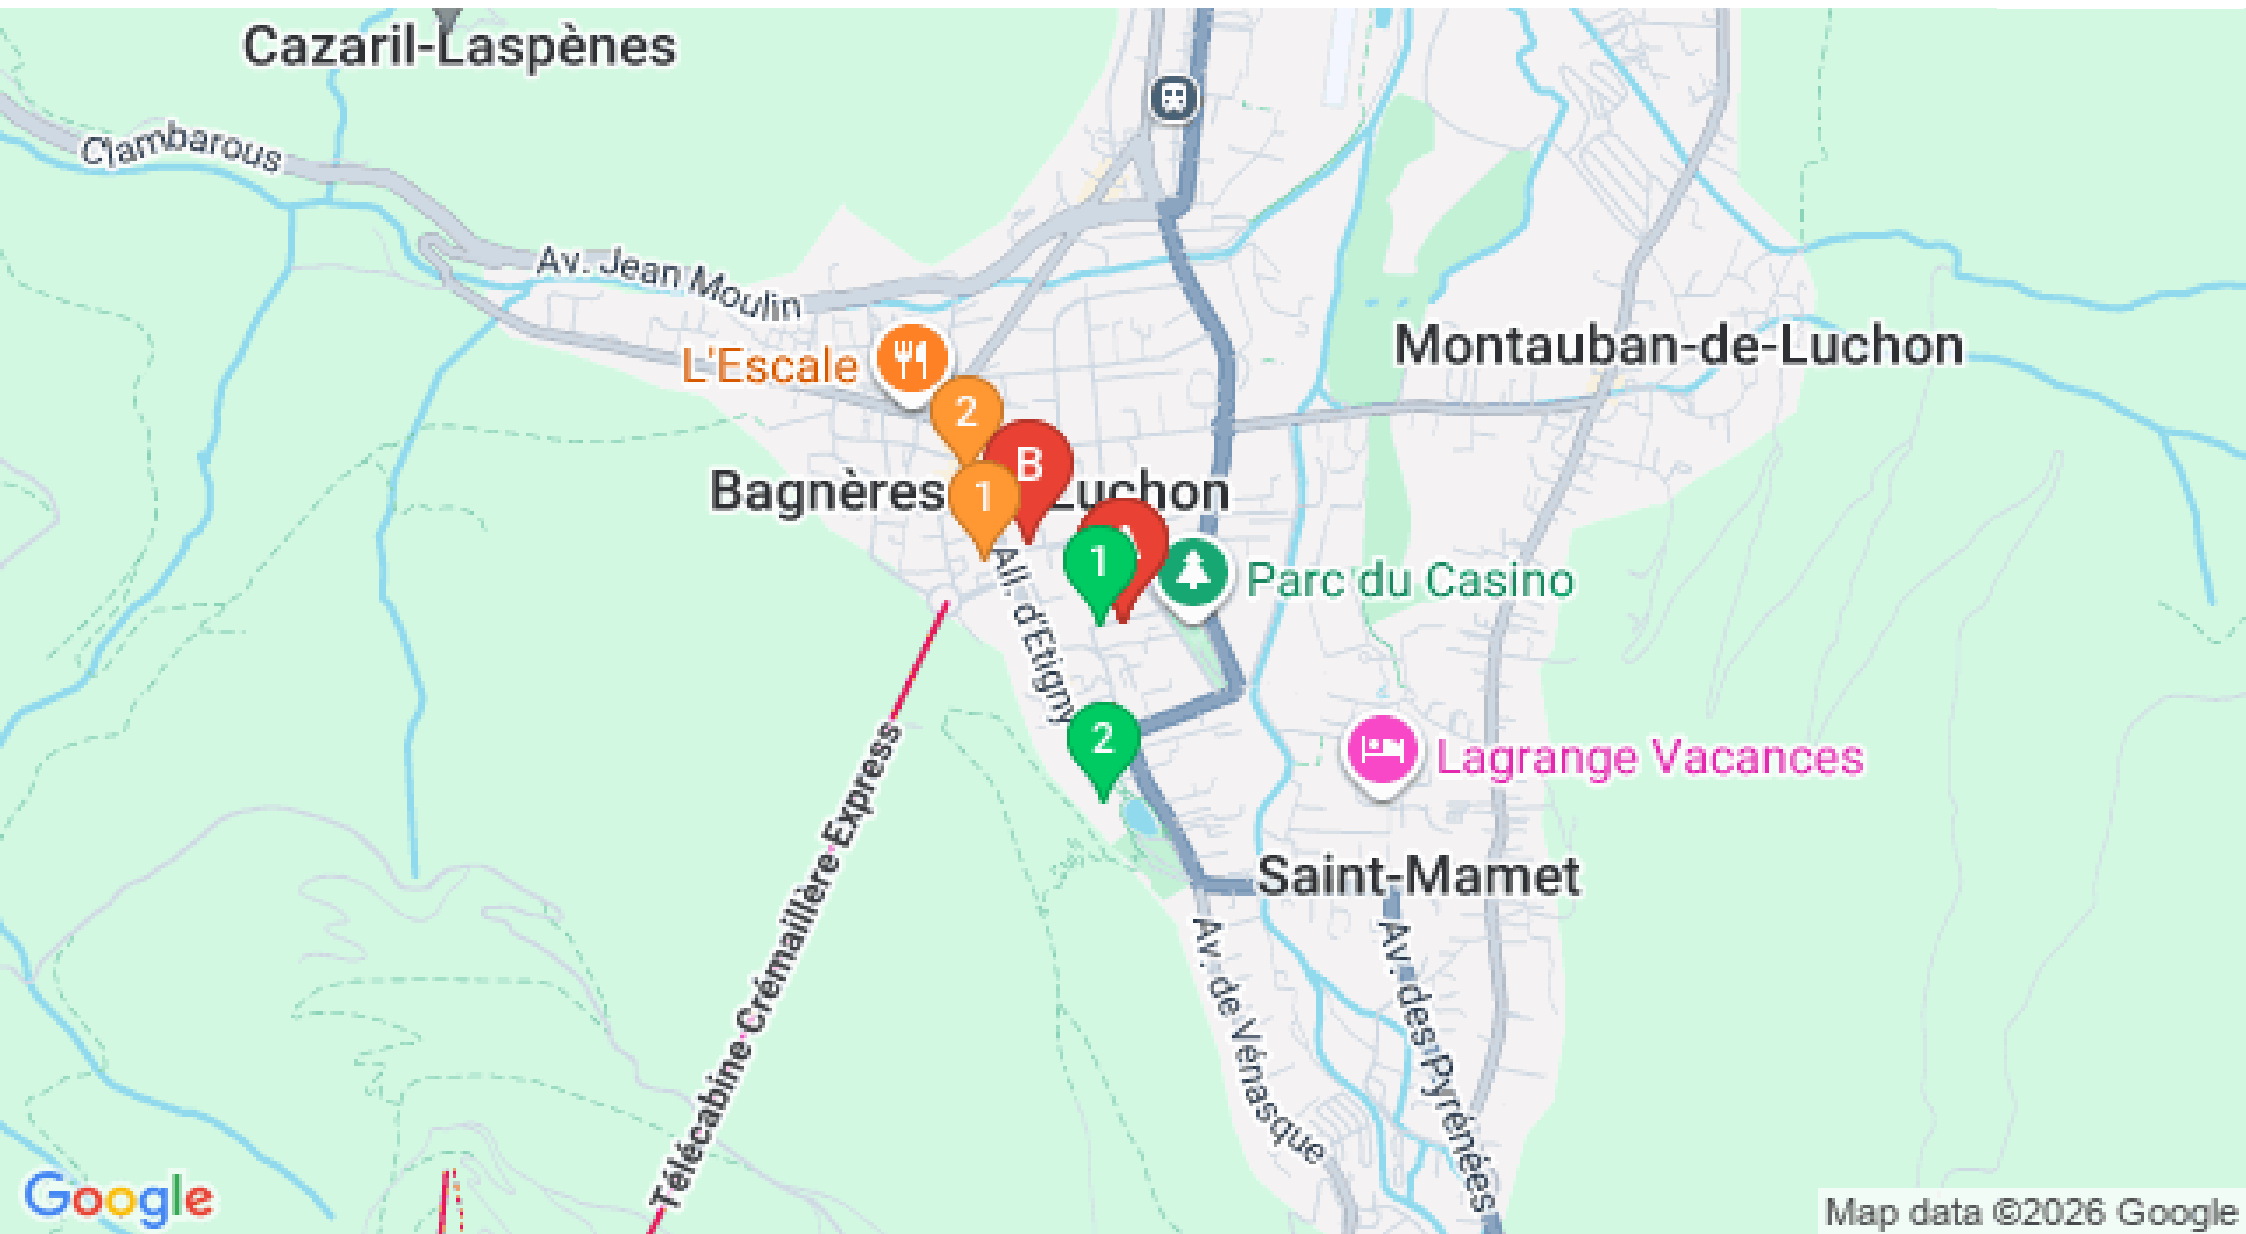 Cazaril-Laspènes
Clambarous
Av. Jean Moulin
L'Escale
Montauban-de-Luchon
2
B
Bagnères
1
Luchon
1
Parc du Casino
All. d'Etigny
2
Lagrange Vacances
Télécabine Crémaillère Express
Saint-Mamet
Av. de Vénasque
Av. des Pyrénées
Google
Map data ©2026 Google